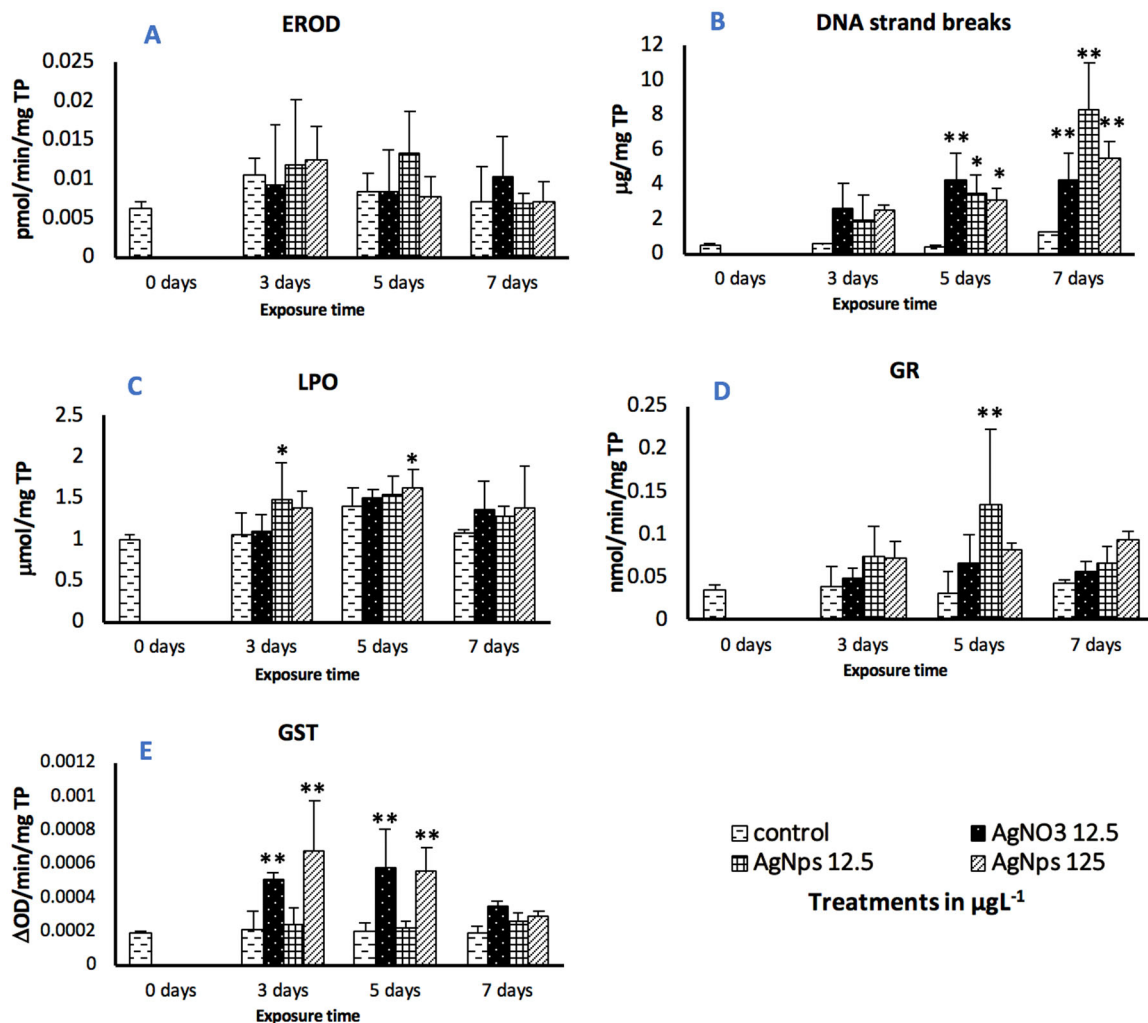 A
EROD
pmol/min/mg TP
0.025
0.02
0.015
0.01
0.005
0
0 days 3 days 5 days 7 days
Exposure time
B
DNA strand breaks
µg/mg TP
12
10
8
6
4
2
0
** * *
** ** **
0 days 3 days 5 days 7 days
Exposure time
C
LPO
µmol/mg TP
2.5
2
1.5
1
0.5
0
* *
0 days 3 days 5 days 7 days
Exposure time
D
GR
nmol/min/mg TP
0.25
0.2
0.15
0.1
0.05
0
**
0 days 3 days 5 days 7 days
Exposure time
E
GST
ΔOD/min/mg TP
0.0012
0.001
0.0008
0.0006
0.0004
0.0002
0
** ** ** **
0 days 3 days 5 days 7 days
Exposure time
control AgNO3 12.5
AgNps 12.5 AgNps 125
Treatments in µgL⁻¹